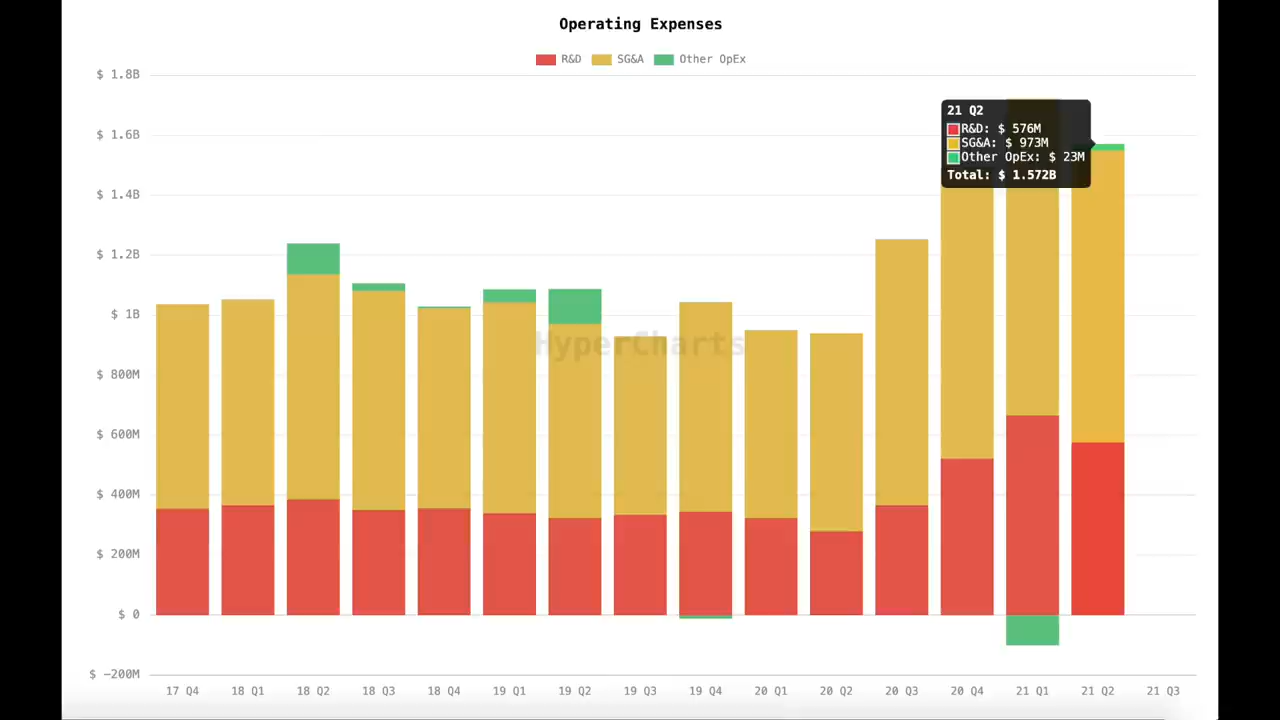 Operating Expenses
R&D SG&A Other OpEx
$ 1.8B
$ 1.6B
$ 1.4B
$ 1.2B
$ 1B
$ 800M
$ 600M
$ 400M
$ 200M
$ 0
$ −200M
21 Q2
R&D: $ 576M
SG&A: $ 973M
Other OpEx: $ 23M
Total: $ 1.572B
HyperCharts
17 Q4 18 Q1 18 Q2 18 Q3 18 Q4 19 Q1 19 Q2 19 Q3 19 Q4 20 Q1 20 Q2 20 Q3 20 Q4 21 Q1 21 Q2 21 Q3